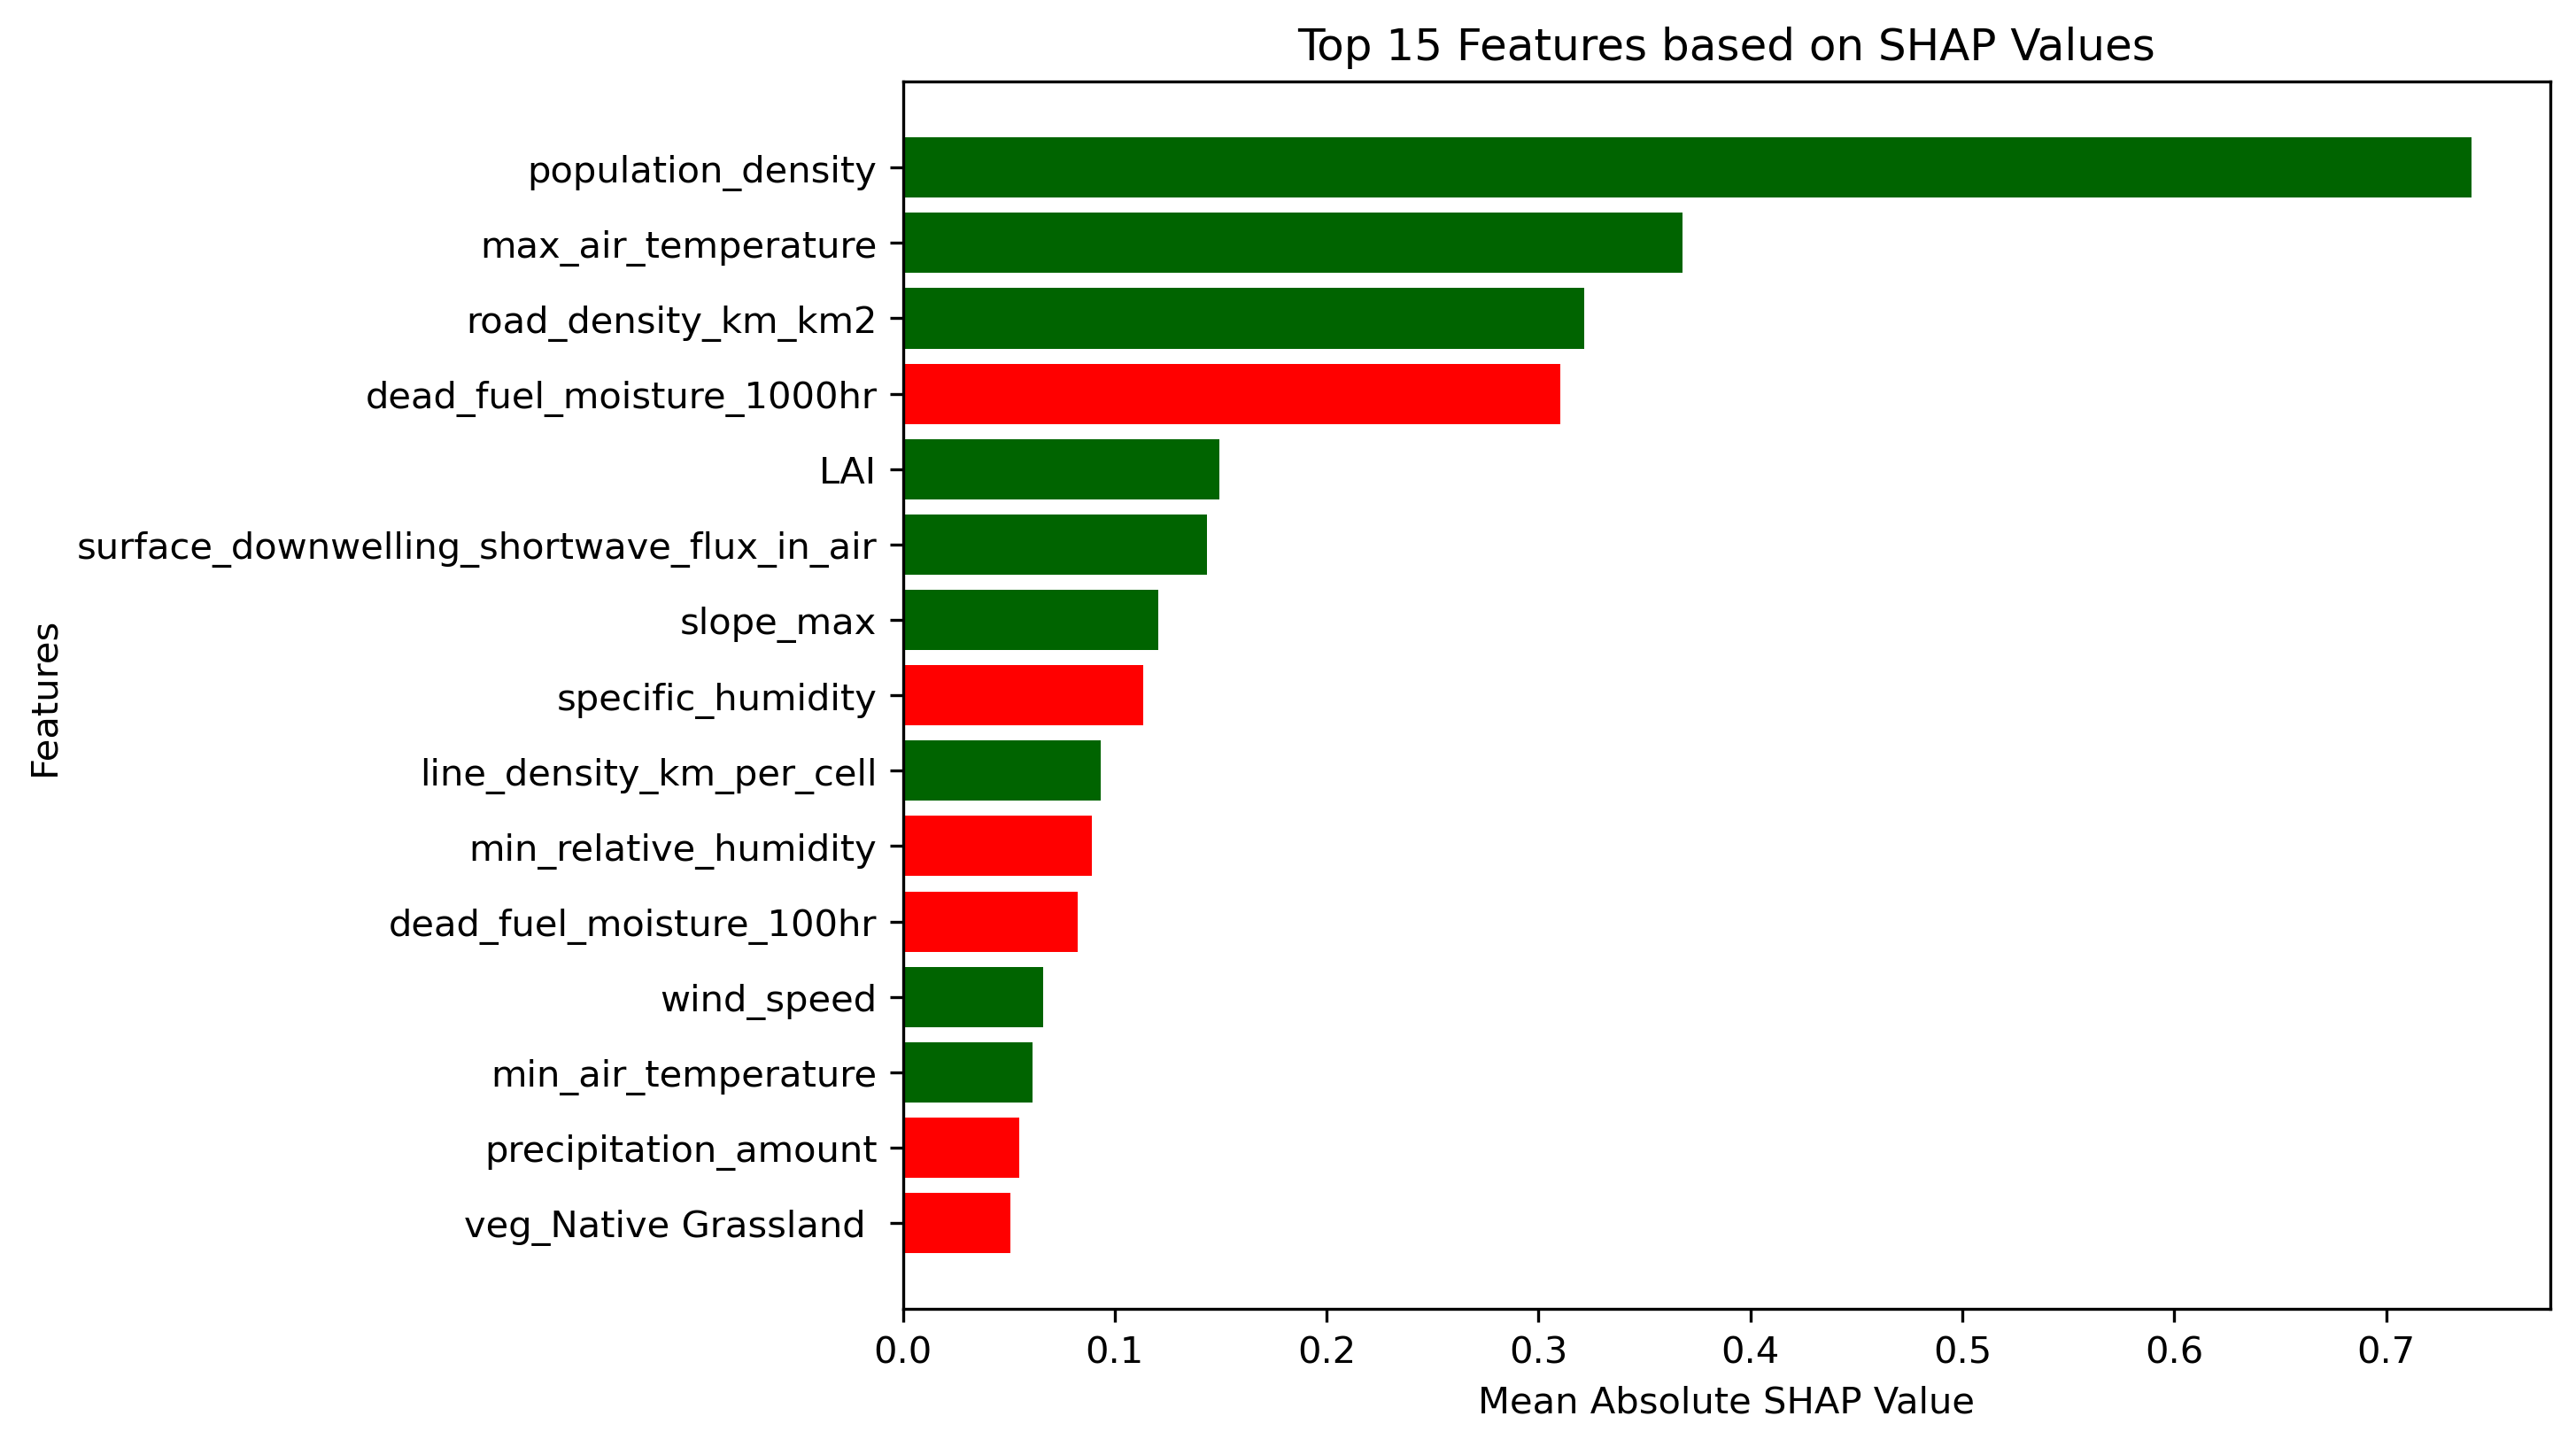 Top 15 Features based on SHAP Values
Features
population_density
max_air_temperature
road_density_km_km2
dead_fuel_moisture_1000hr
LAI
surface_downwelling_shortwave_flux_in_air
slope_max
specific_humidity
line_density_km_per_cell
min_relative_humidity
dead_fuel_moisture_100hr
wind_speed
min_air_temperature
precipitation_amount
veg_Native Grassland
0.0 0.1 0.2 0.3 0.4 0.5 0.6 0.7
Mean Absolute SHAP Value